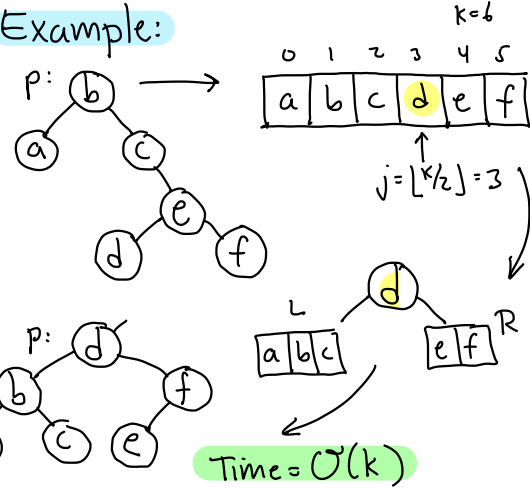 Example:
k=6
0 1 2 3 4 5
p: b
a b c d e f
a c
j=⌊k/2⌋=3
e
d f
d
L
R
a b c
e f
p: d
b f
c e
Time = O(k)